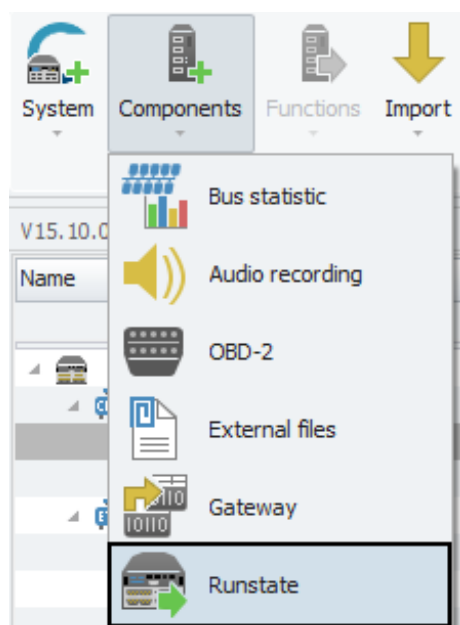 System Components Functions Import
Bus statistic
V15.10.0
Name
Audio recording
OBD-2
External files
Gateway
Runstate